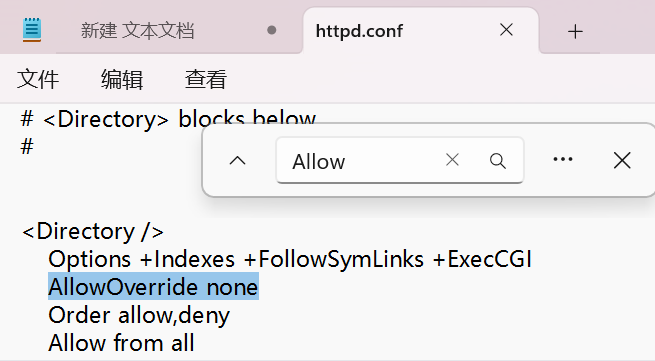 新建 文本文档
httpd.conf
文件 编辑 查看
# <Directory> blocks below
#
Allow
<Directory />
Options +Indexes +FollowSymLinks +ExecCGI
AllowOverride none
Order allow,deny
Allow from all